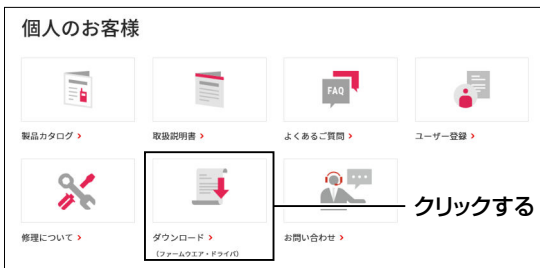 個人のお客様
FAQ
製品カタログ >
取扱説明書 >
よくあるご質問 >
ユーザー登録 >
クリックする
修理について >
ダウンロード >
お問い合わせ >
(ファームウエア・ドライバ)